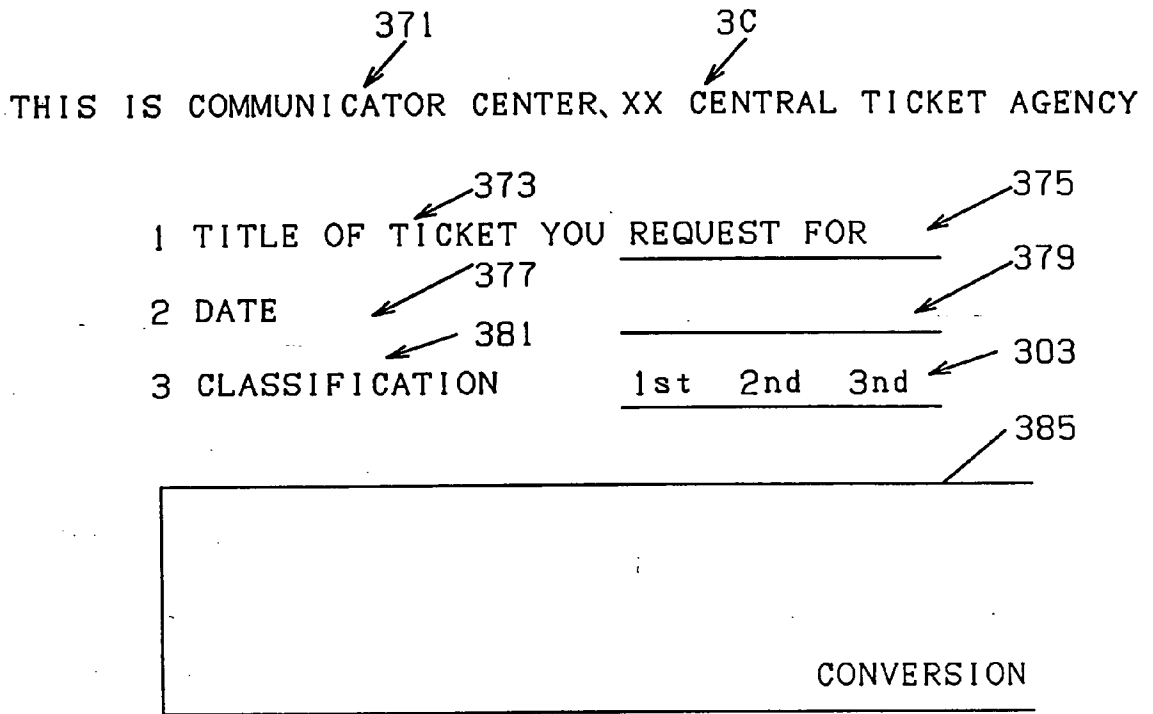 371 3C
THIS IS COMMUNICATOR CENTER、XX CENTRAL TICKET AGENCY
373 375
1 TITLE OF TICKET YOU REQUEST FOR
377 379
2 DATE
381 303
3 CLASSIFICATION 1st 2nd 3nd
385
CONVERSION